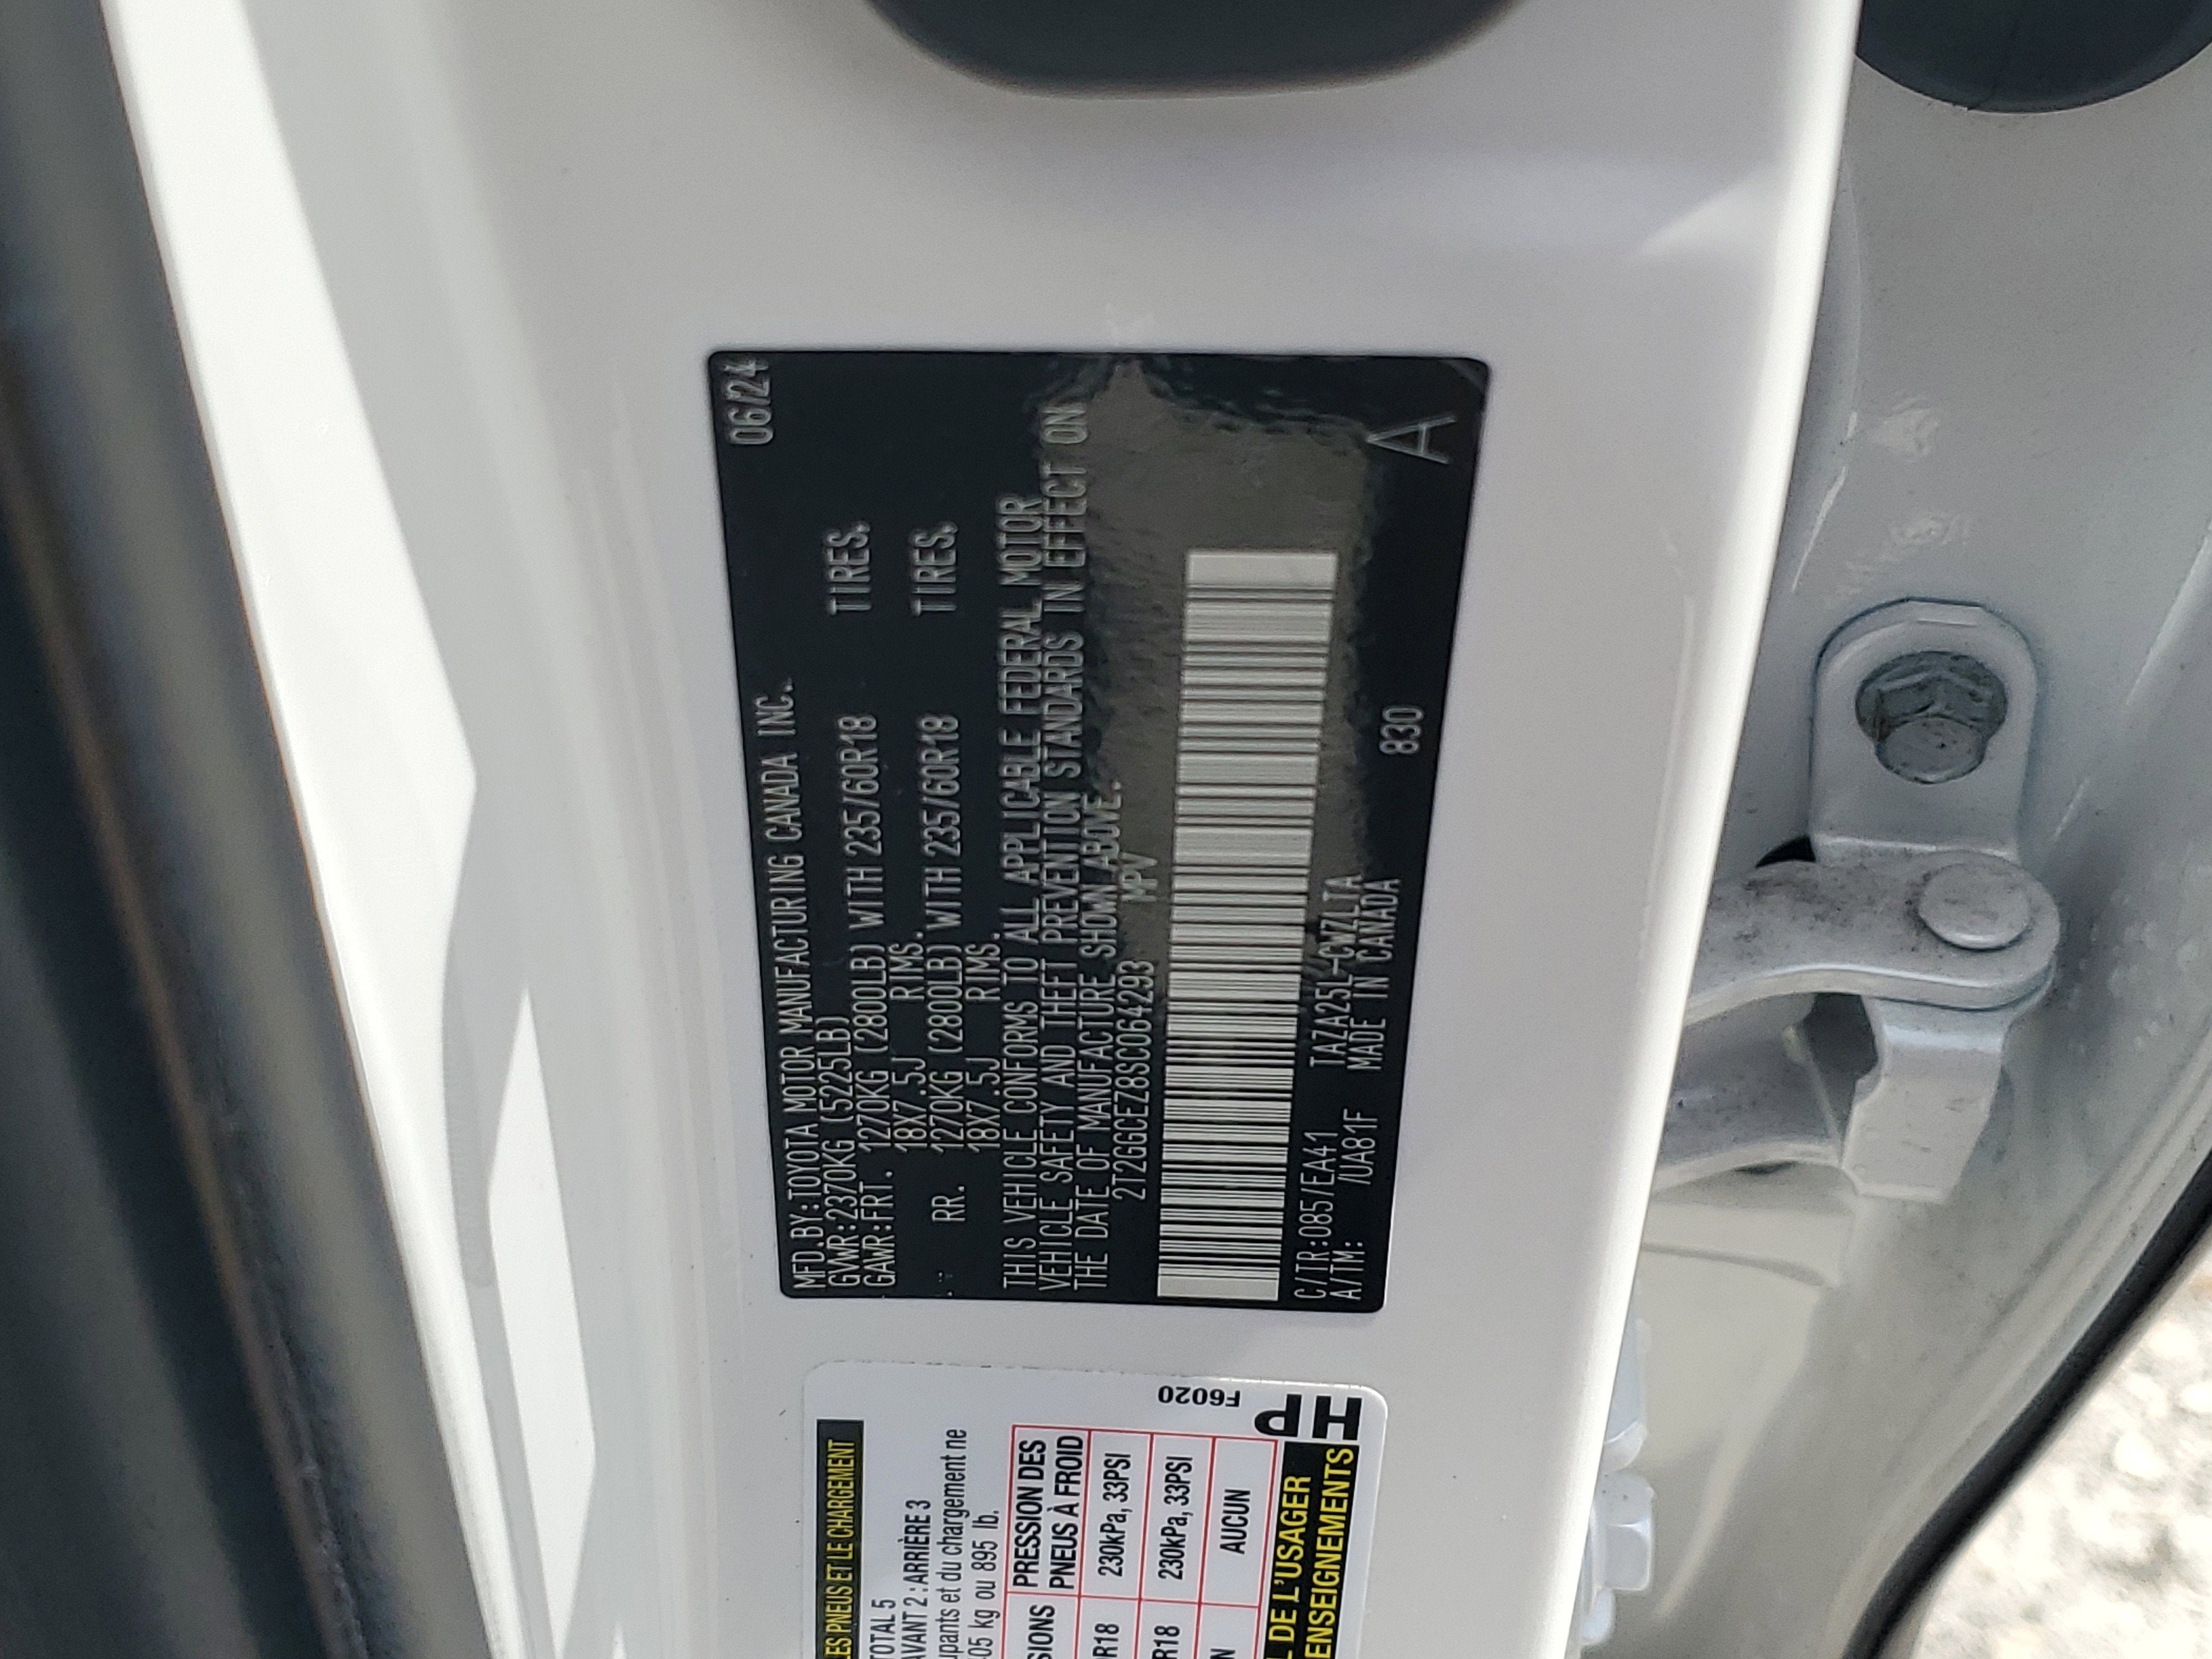 06/24
MFD.BY:TOYOTA MOTOR MANUFACTURING CANADA INC.
GVWR:2370KG (5225LB)
GAWR:FRT. 1270KG (2800LB) WITH 235/60R18 TIRES.
18X7.5J RIMS.
RR. 1270KG (2800LB) WITH 235/60R18 TIRES.
18X7.5J RIMS.
THIS VEHICLE CONFORMS TO ALL APPLICABLE FEDERAL MOTOR
VEHICLE SAFETY AND THEFT PREVENTION STANDARDS IN EFFECT ON
THE DATE OF MANUFACTURE SHOWN ABOVE.
2T2GGCEZ8SC064293 MPV
C/TR:085/EA41 TAZA25L-CWZLTA 830
A/TM: /UA81F MADE IN CANADA
A
LES PNEUS ET LE CHARGEMENT
TOTAL 5
AVANT 2 : ARRIÈRE 3
et du chargement ne
kg ou 895 lb.
PRESSION DES
PNEUS À FROID
230kPa, 33PSI
230kPa, 33PSI
AUCUN
DE L'USAGER
F6020
HP